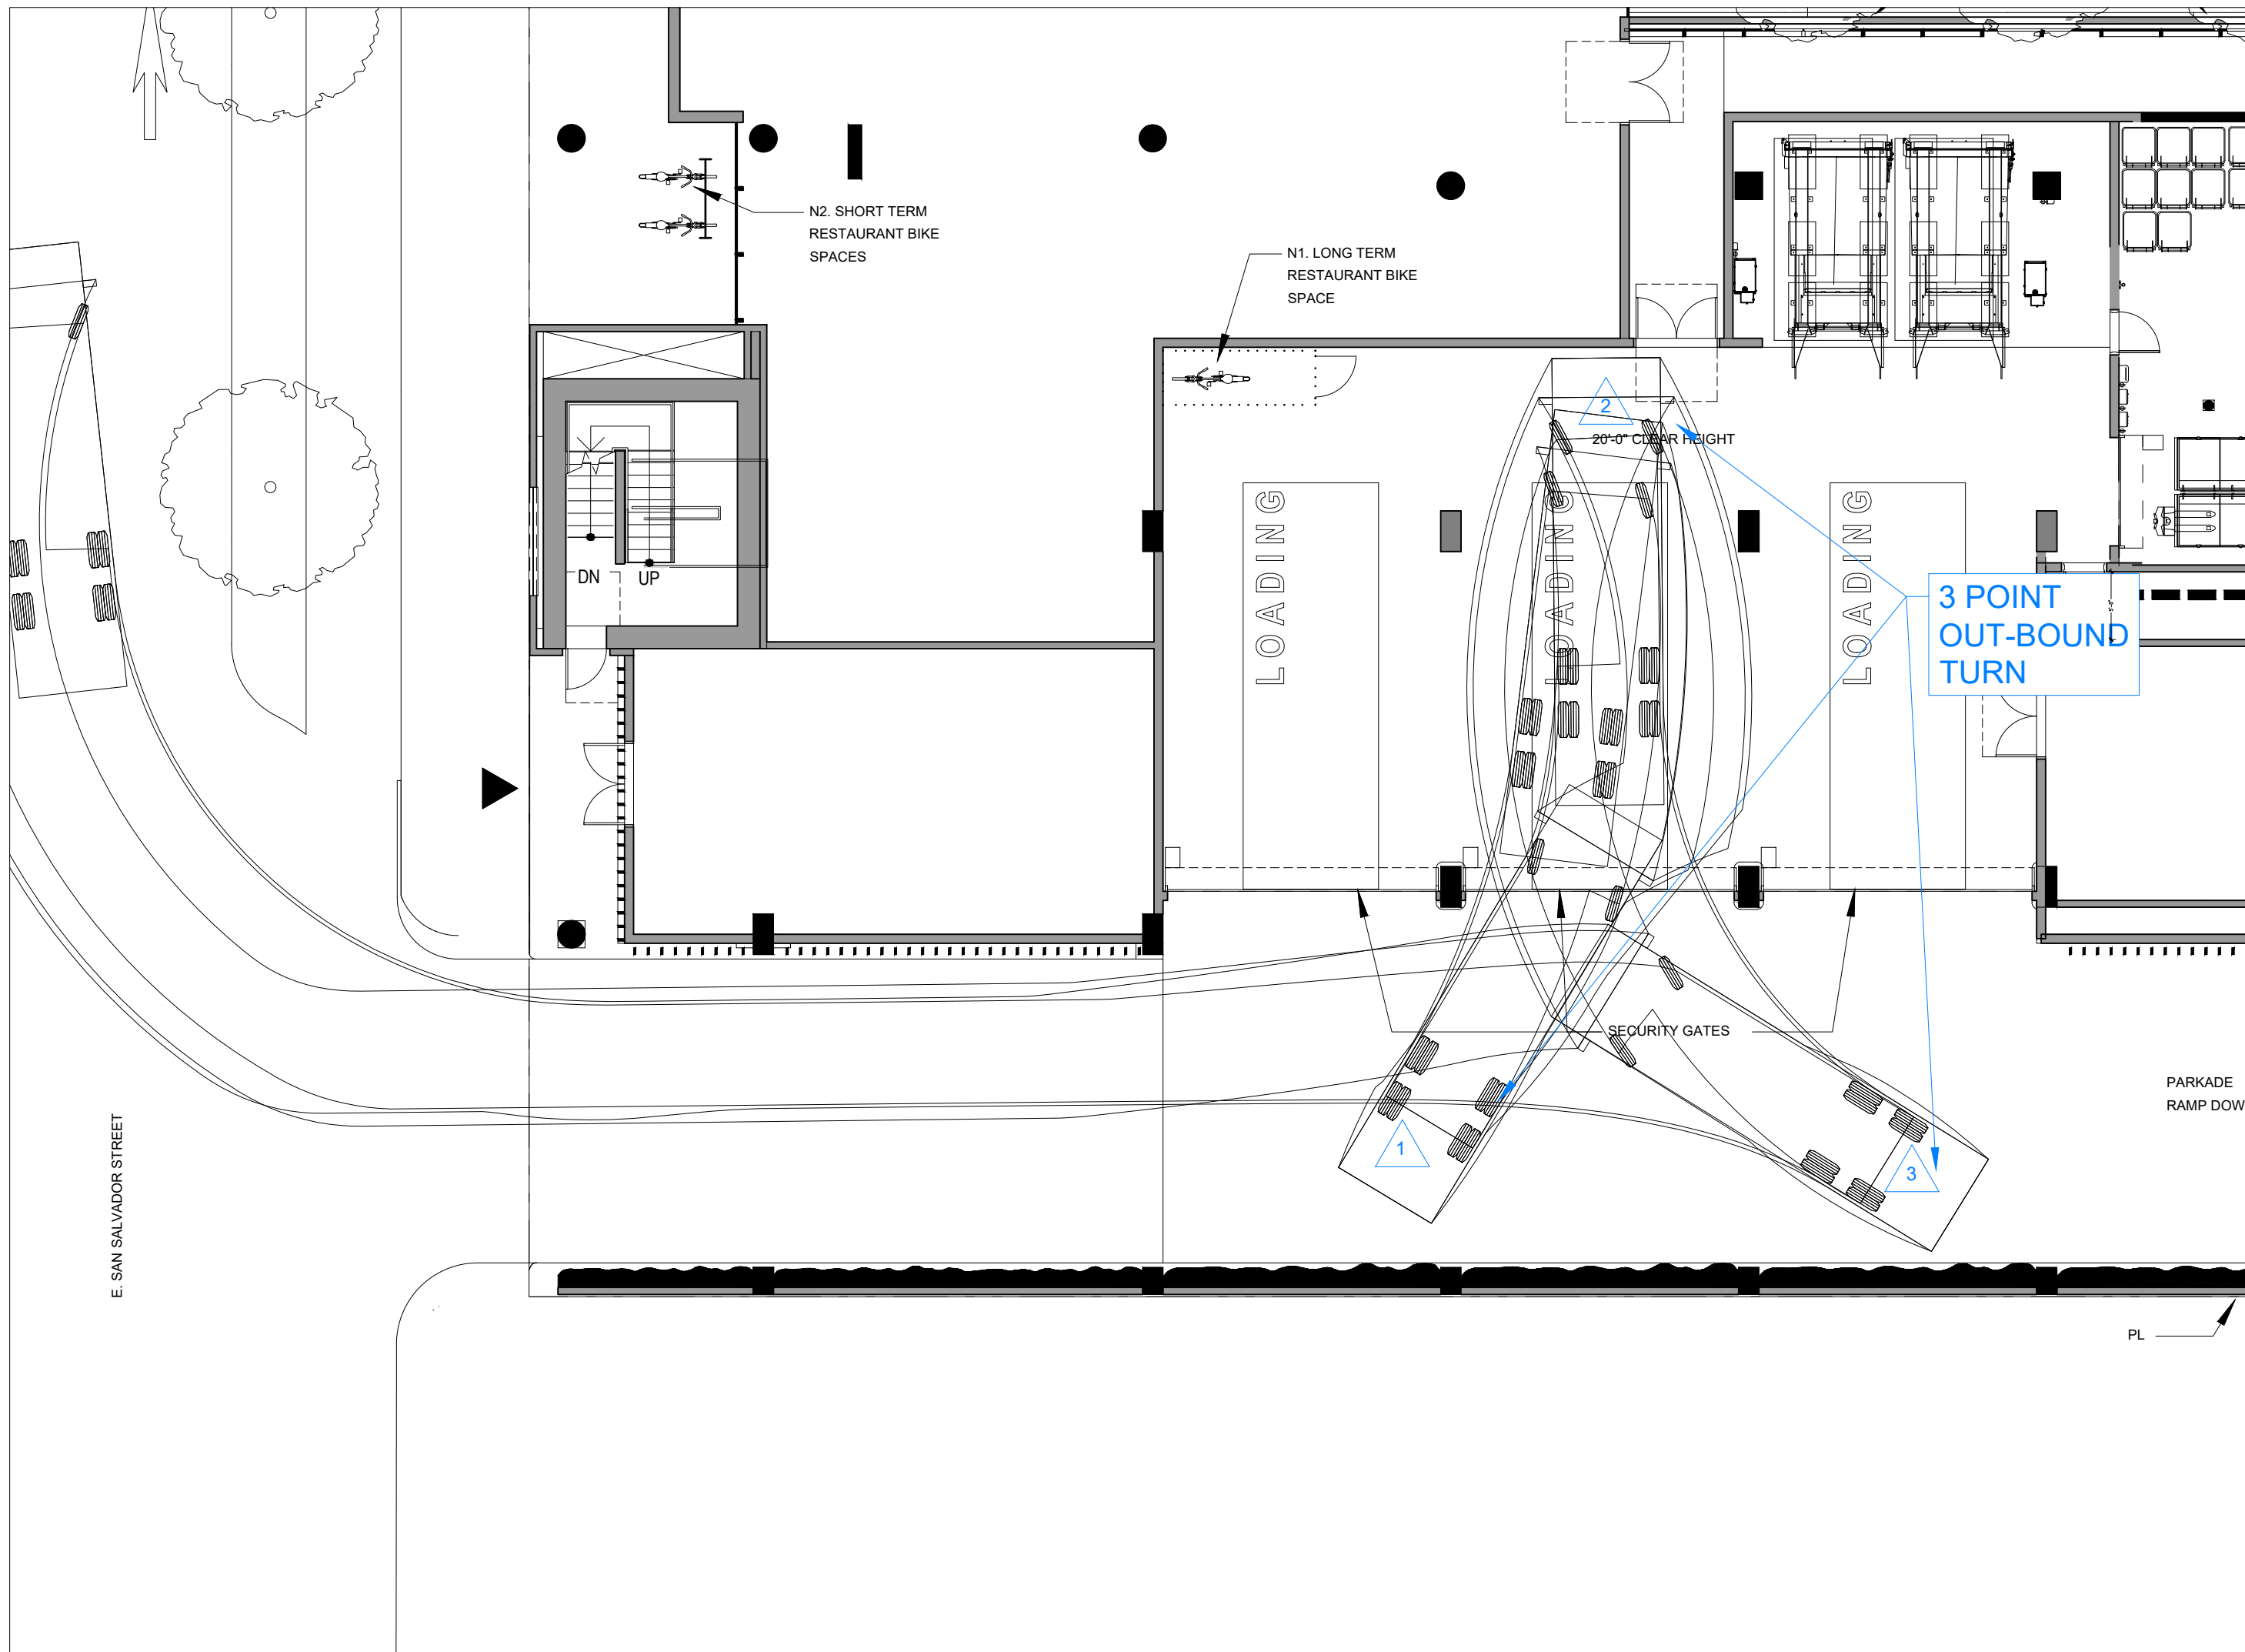 N2. SHORT TERM
RESTAURANT BIKE
SPACES
N1. LONG TERM
RESTAURANT BIKE
SPACE
2
20'-0" CLEAR HEIGHT
LOADING
LOADING
LOADING
DN
UP
3 POINT
OUT-BOUND
TURN
SECURITY GATES
PARKADE
RAMP DOW
1
3
E. SAN SALVADOR STREET
PL